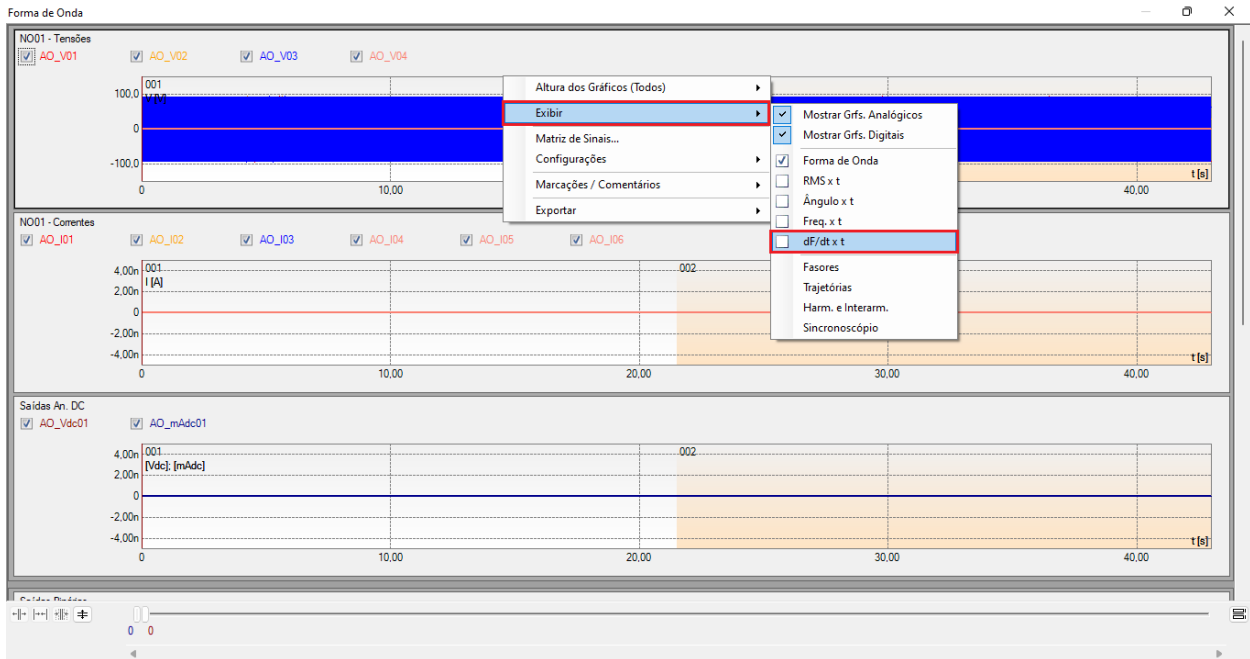 Forma de Onda
NO01 - Tensões
AO_V01 AO_V02 AO_V03 AO_V04
001
100.0
V [V]
0
-100.0
t [s]
0 10,00 40,00
Altura dos Gráficos (Todos)
Exibir
Matriz de Sinais...
Configurações
Marcações / Comentários
Exportar
Mostrar Grfs. Analógicos
Mostrar Grfs. Digitais
Forma de Onda
RMS x t
Ângulo x t
Freq. x t
dF/dt x t
Fasores
Trajetórias
Harm. e Interarm.
Sincronoscópio
NO01 - Correntes
AO_I01 AO_I02 AO_I03 AO_I04 AO_I05 AO_I06
4,00n 001 002
I [A]
2,00n
0
-2,00n
-4,00n
t [s]
0 10,00 20,00 30,00 40,00
Saídas An. DC
AO_Vdc01 AO_mAdc01
4,00n 001 002
[Vdc]; [mAdc]
2,00n
0
-2,00n
-4,00n
t [s]
0 10,00 20,00 30,00 40,00
0 0